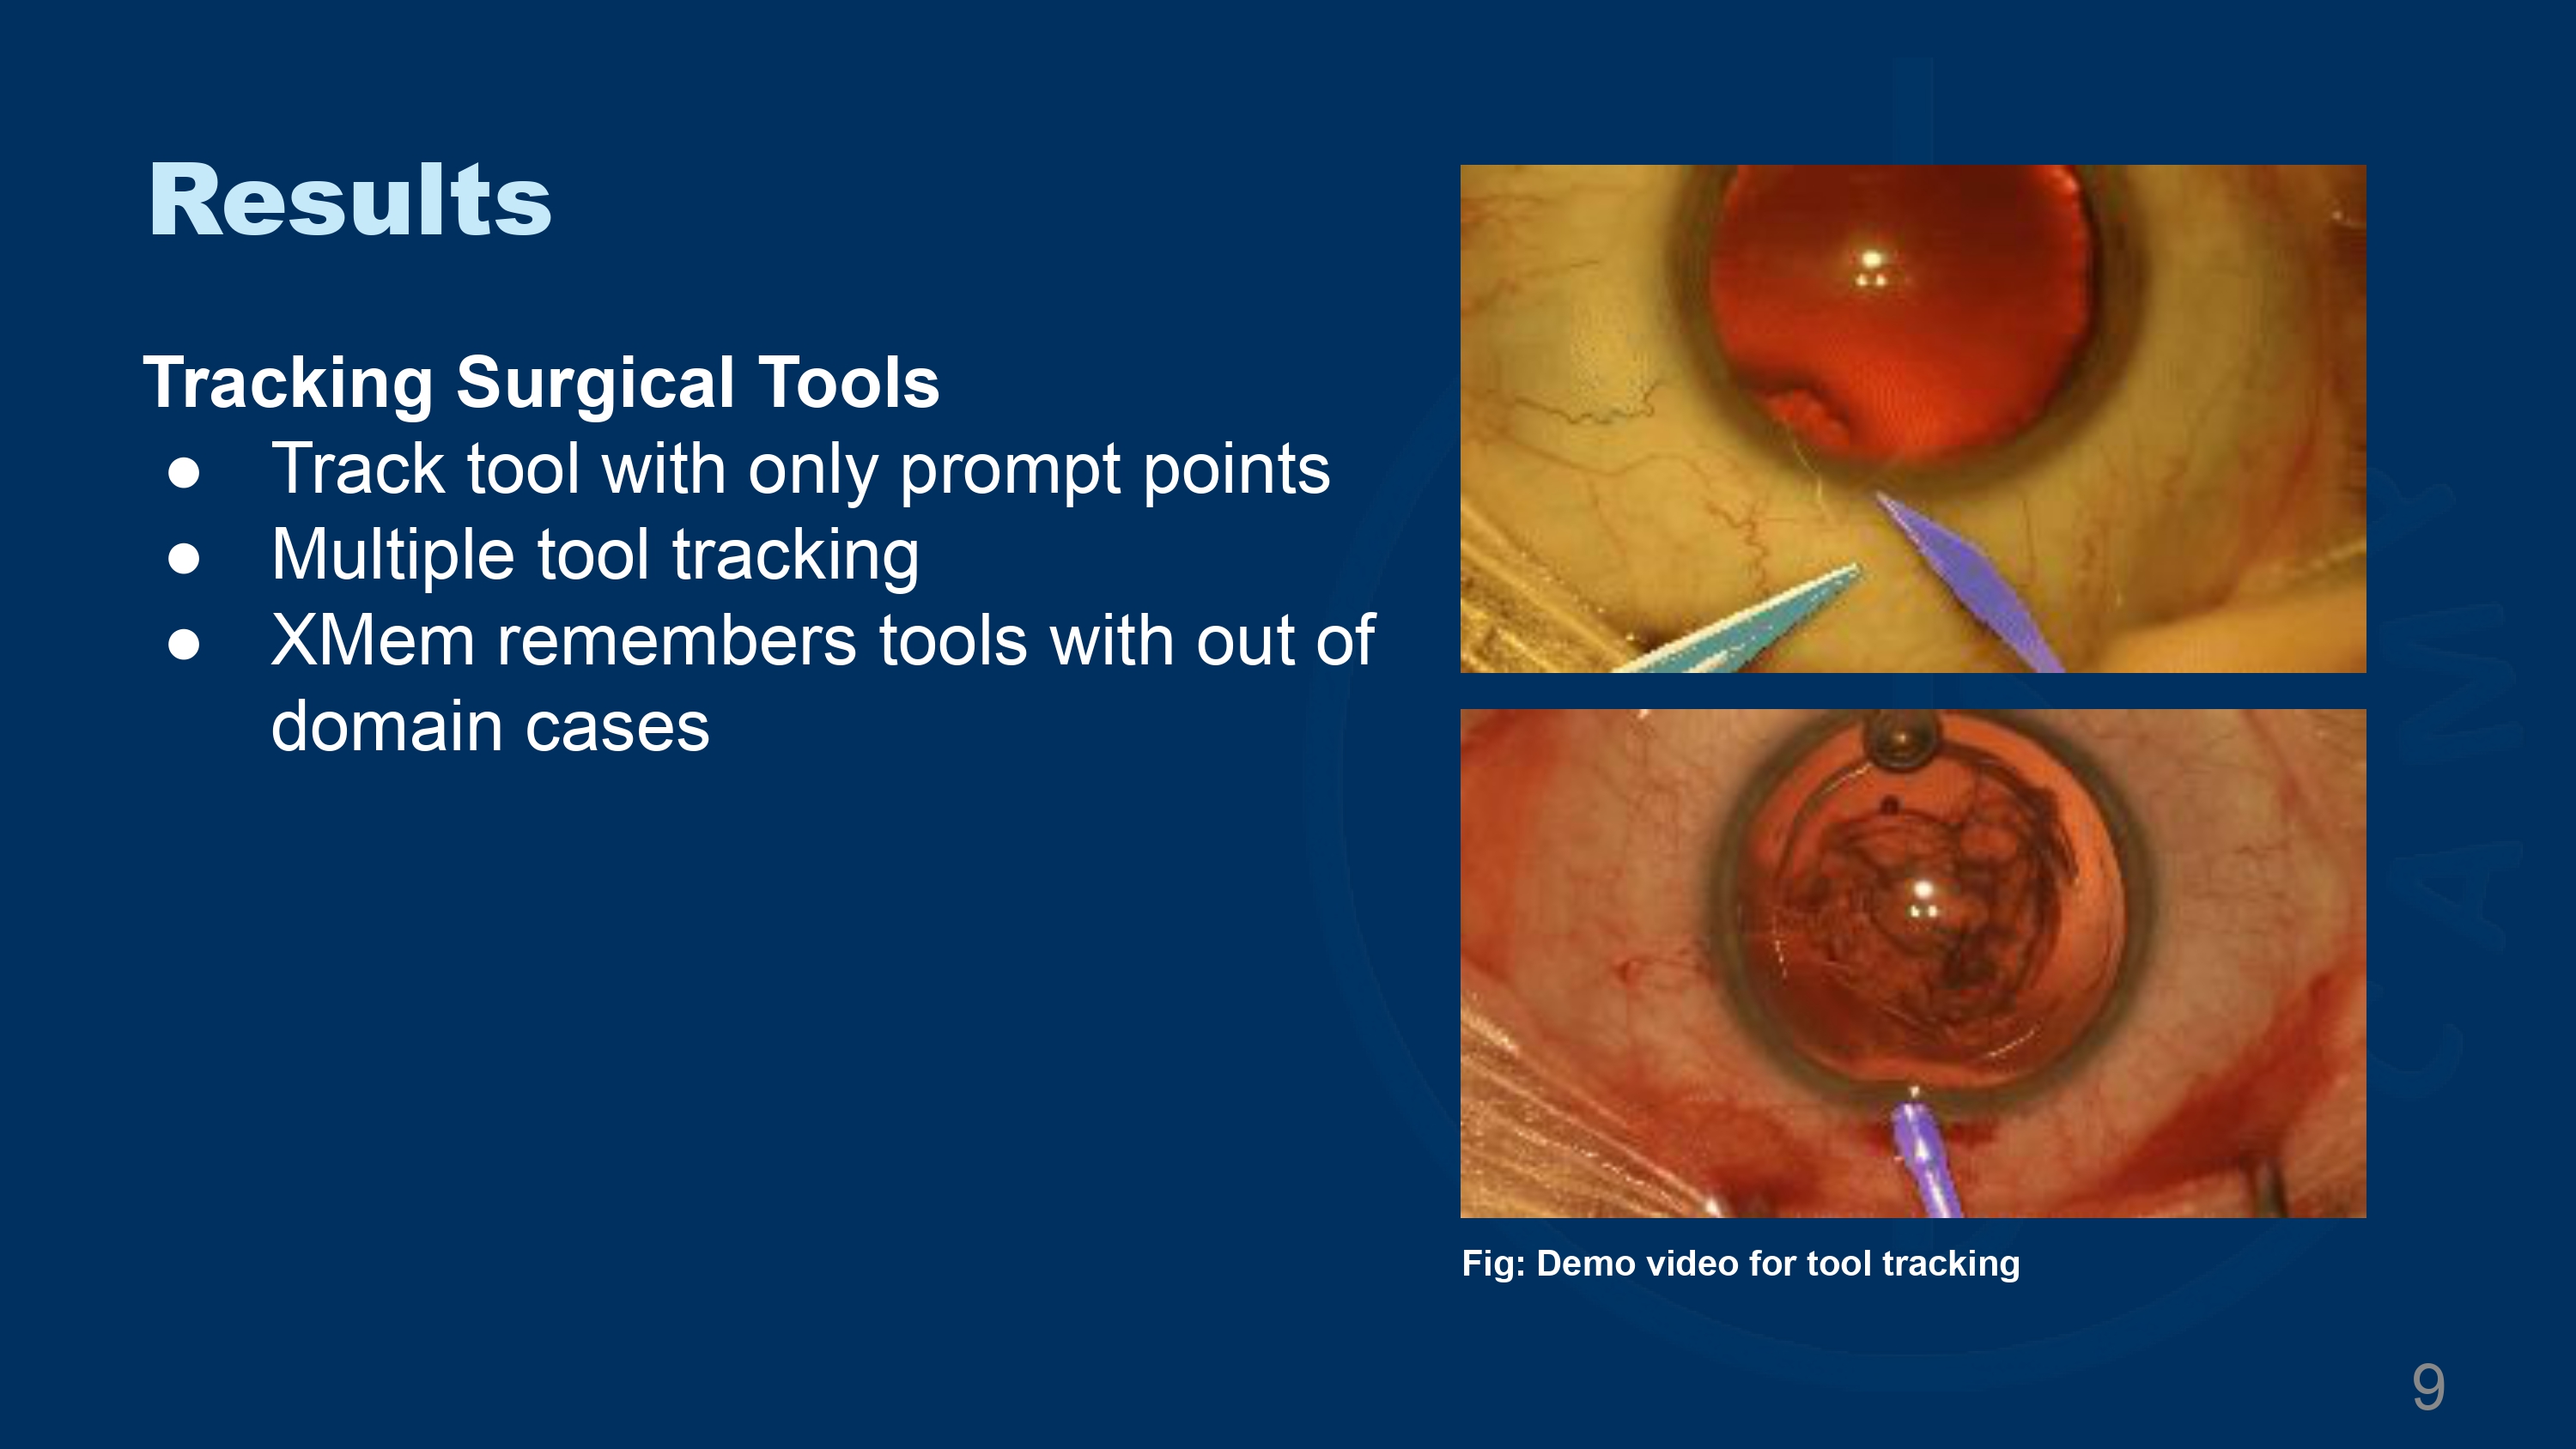 Results
Tracking Surgical Tools
● Track tool with only prompt points
● Multiple tool tracking
● XMem remembers tools with out of
domain cases
Fig: Demo video for tool tracking
9